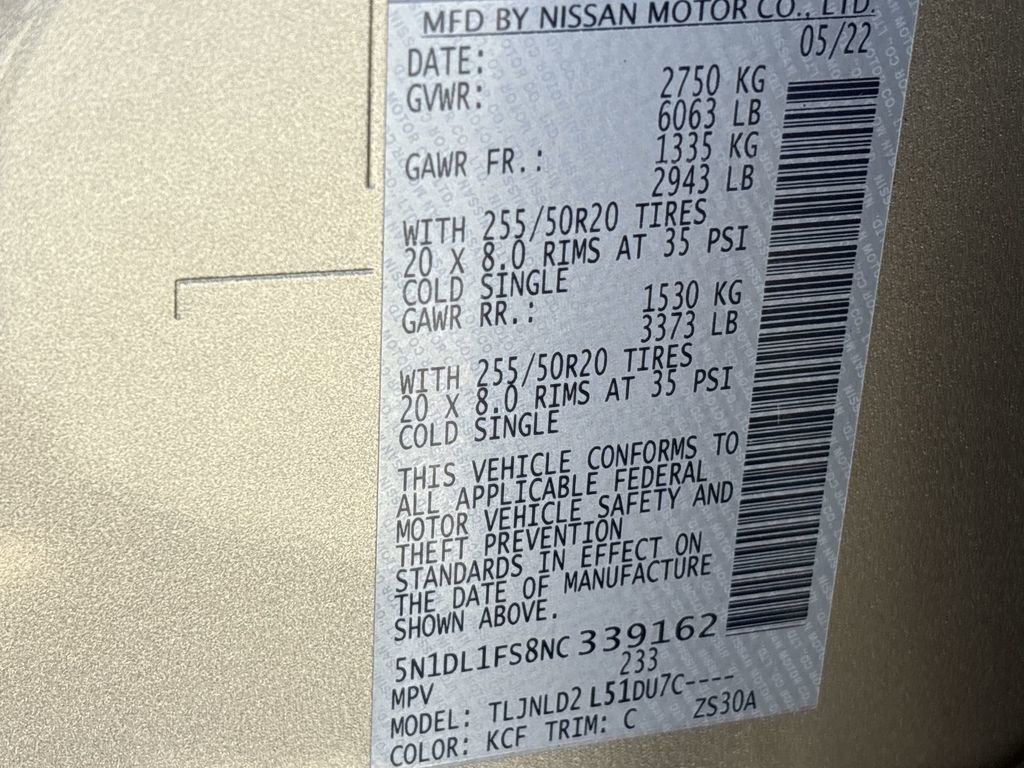 MFD BY NISSAN MOTOR CO., LTD.
DATE: 05/22
GVWR: 2750 KG
6063 LB
GAWR FR.: 1335 KG
2943 LB
WITH 255/50R20 TIRES
20 X 8.0 RIMS AT 35 PSI
COLD SINGLE
GAWR RR.: 1530 KG
3373 LB
WITH 255/50R20 TIRES
20 X 8.0 RIMS AT 35 PSI
COLD SINGLE
THIS VEHICLE CONFORMS TO
ALL APPLICABLE FEDERAL
MOTOR VEHICLE SAFETY AND
THEFT PREVENTION
STANDARDS IN EFFECT ON
THE DATE OF MANUFACTURE
SHOWN ABOVE.
5N1DL1FS8NC 339162
MPV 233
MODEL: TLJNLD2 L51DU7C----
COLOR: KCF TRIM: C ZS30A